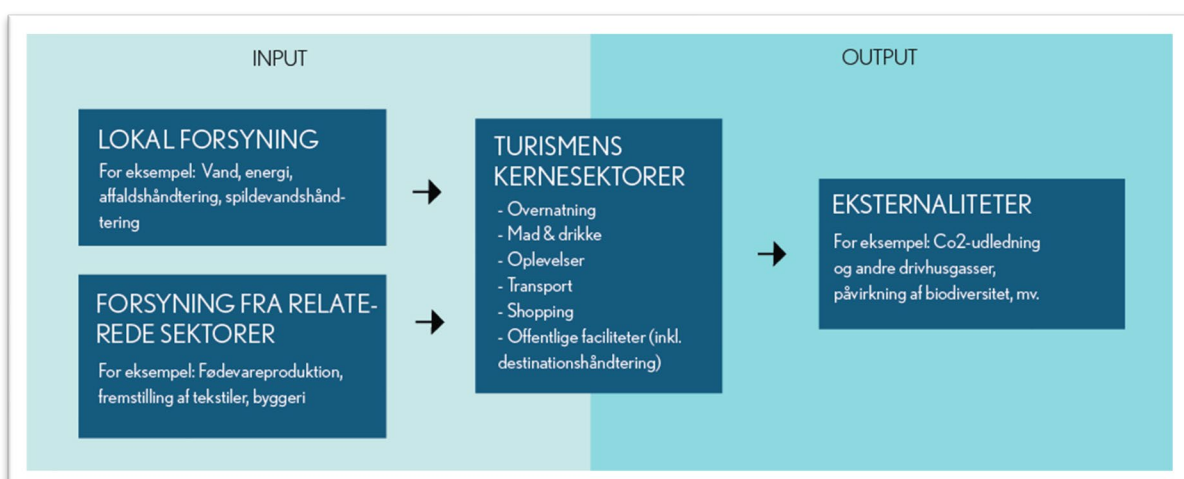 INPUT
OUTPUT
LOKAL FORSYNING
For eksempel: Vand, energi,
affaldshåndtering, spildevandshånd-
tering
FORSYNING FRA RELATE-
REDE SEKTORER
For eksempel: Fødevareproduktion,
fremstilling af tekstiler, byggeri
TURISMENS
KERNESEKTORER
- Overnatning
- Mad & drikke
- Oplevelser
- Transport
- Shopping
- Offentlige faciliteter (inkl.
destinationshåndtering)
EKSTERNALITETER
For eksempel: Co2-udledning
og andre drivhusgasser,
påvirkning af biodiversitet, mv.